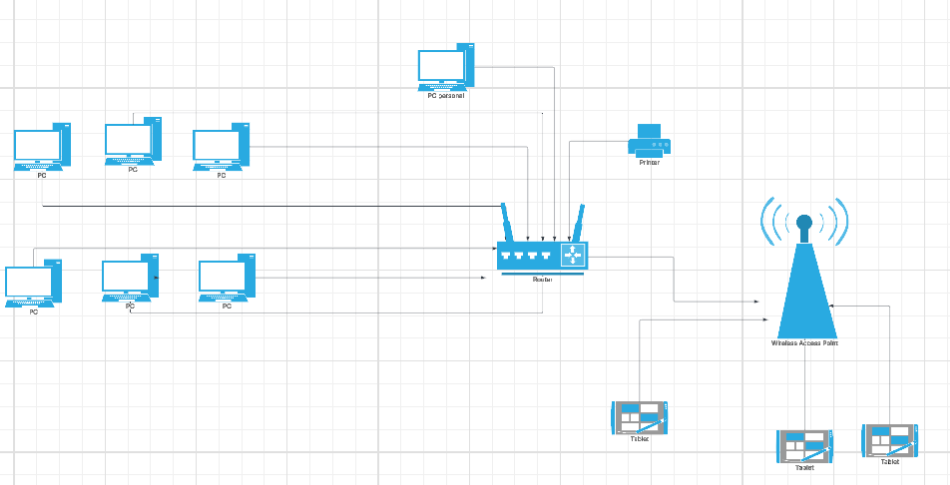 PC personal
PC
PC
PC
Printer
Router
PC
PC
PC
Wireless Access Point
Tablet
Tablet
Tablet